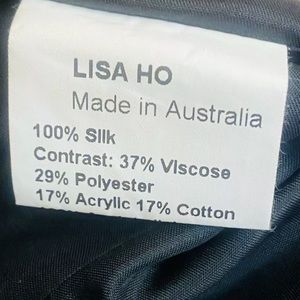 LISA HO
Made in Australia
100% Silk
Contrast: 37% Viscose
29% Polyester
17% Acrylic 17% Cotton